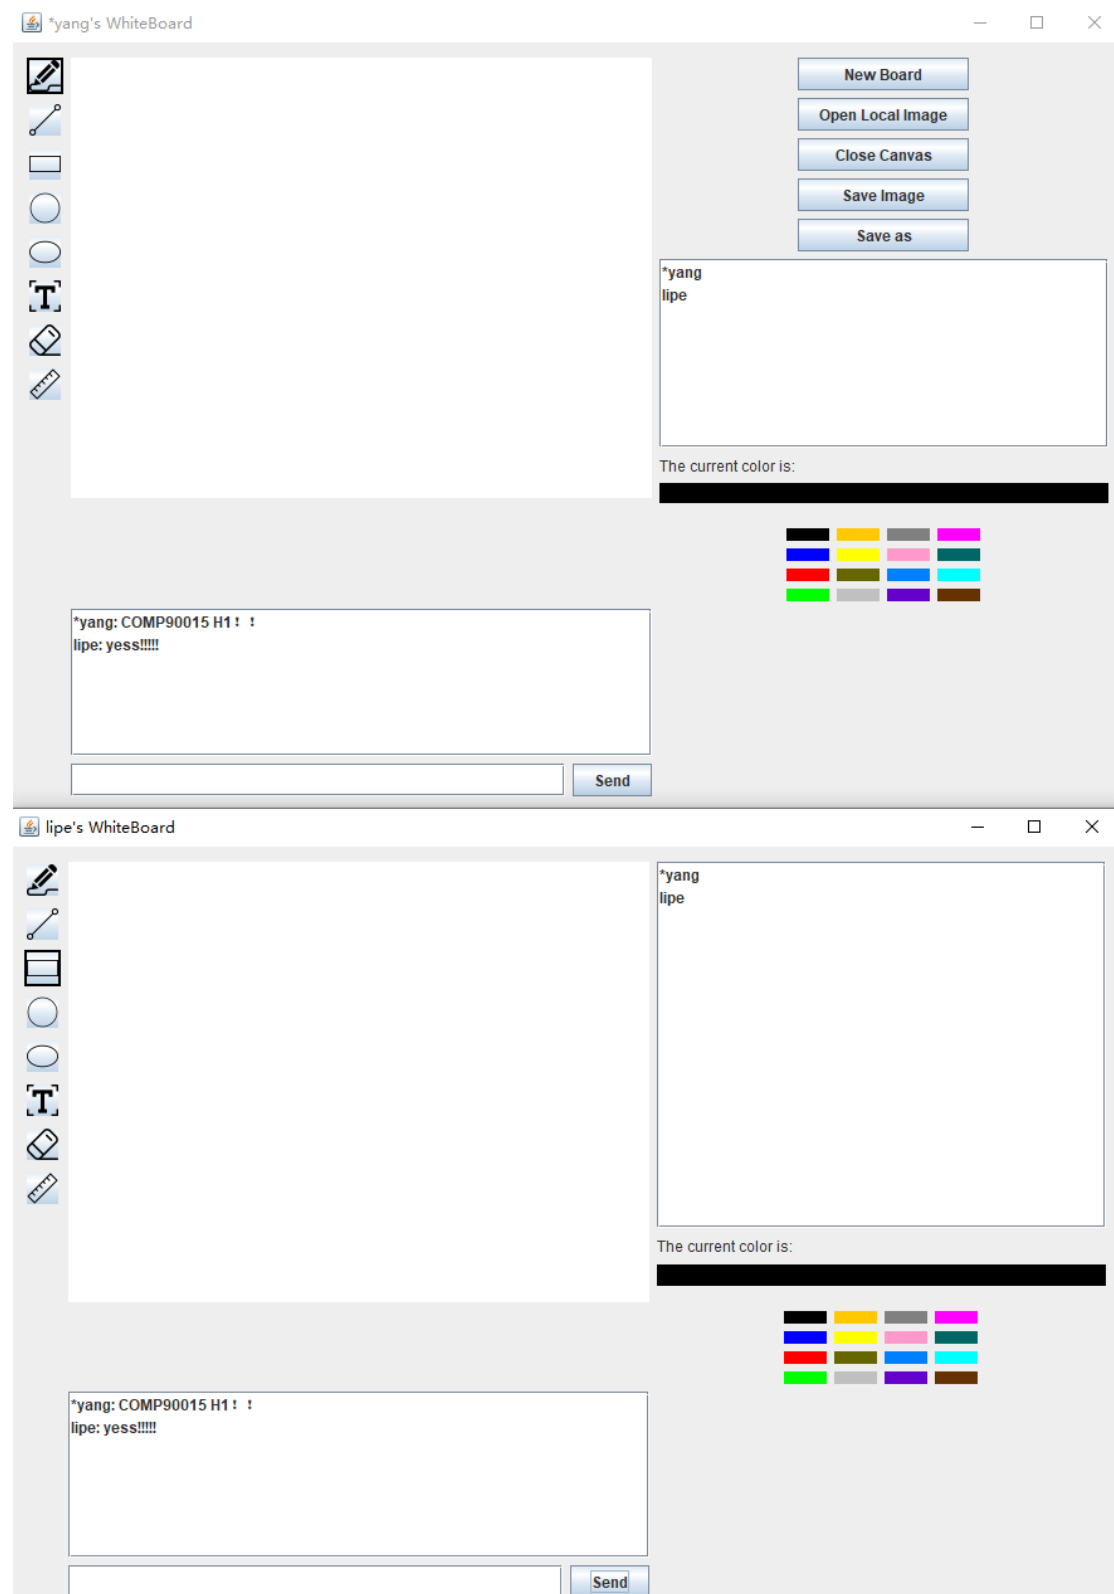 *yang's WhiteBoard
New Board
Open Local Image
Close Canvas
Save Image
Save as
T
*yang
lipe
The current color is:
*yang: COMP90015 H1！！
lipe: yess!!!!!
Send
lipe's WhiteBoard
*yang
lipe
T
The current color is:
*yang: COMP90015 H1！！
lipe: yess!!!!!
Send